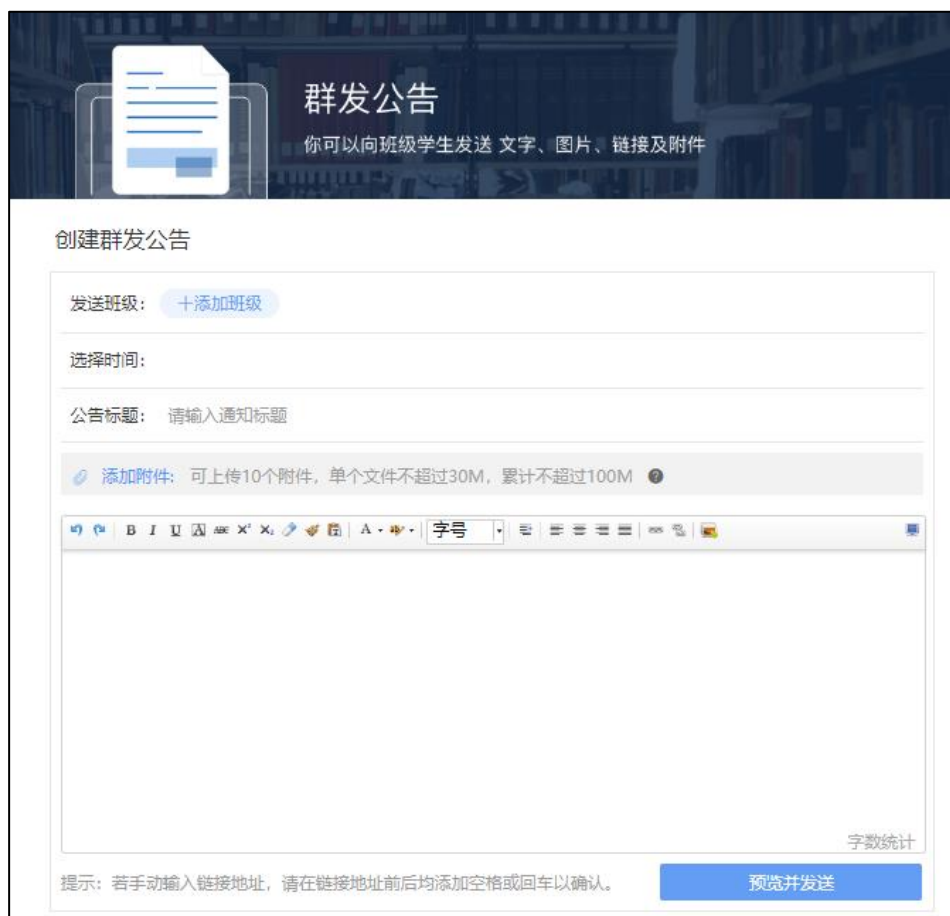 群发公告
你可以向班级学生发送 文字、图片、链接及附件
创建群发公告
发送班级： ＋添加班级
选择时间：
公告标题： 请输入通知标题
添加附件: 可上传10个附件，单个文件不超过30M，累计不超过100M ?
B I U A ABC X² X₂ A 字号
字数统计
提示：若手动输入链接地址，请在链接地址前后均添加空格或回车以确认。 预览并发送